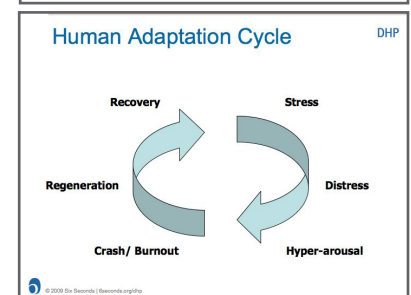 Human Adaptation Cycle
DHP
Recovery
Stress
Regeneration
Distress
Crash/ Burnout
Hyper-arousal
© 2009 Six Seconds | 6seconds.org/dhp